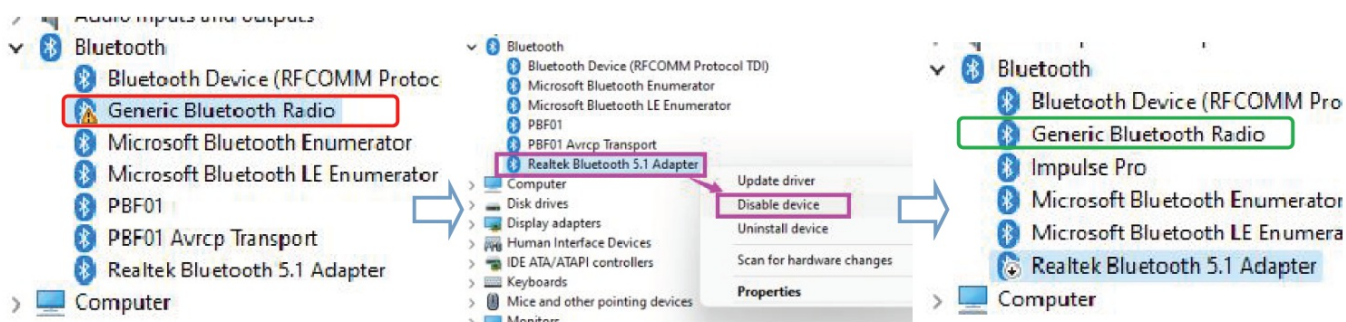 Audio inputs and outputs
Bluetooth
Bluetooth Device (RFCOMM Protoc
Generic Bluetooth Radio
Microsoft Bluetooth Enumerator
Microsoft Bluetooth LE Enumerator
PBF01
PBF01 Avrcp Transport
Realtek Bluetooth 5.1 Adapter
Computer
Bluetooth
Bluetooth Device (RFCOMM Protocol TDI)
Microsoft Bluetooth Enumerator
Microsoft Bluetooth LE Enumerator
PBF01
PBF01 Avrcp Transport
Realtek Bluetooth 5.1 Adapter
Computer
Disk drives
Display adapters
Human Interface Devices
IDE ATA/ATAPI controllers
Keyboards
Mice and other pointing devices
Monitors
Update driver
Disable device
Uninstall device
Scan for hardware changes
Properties
Bluetooth
Bluetooth Device (RFCOMM Pro
Generic Bluetooth Radio
Impulse Pro
Microsoft Bluetooth Enumerator
Microsoft Bluetooth LE Enumera
Realtek Bluetooth 5.1 Adapter
Computer